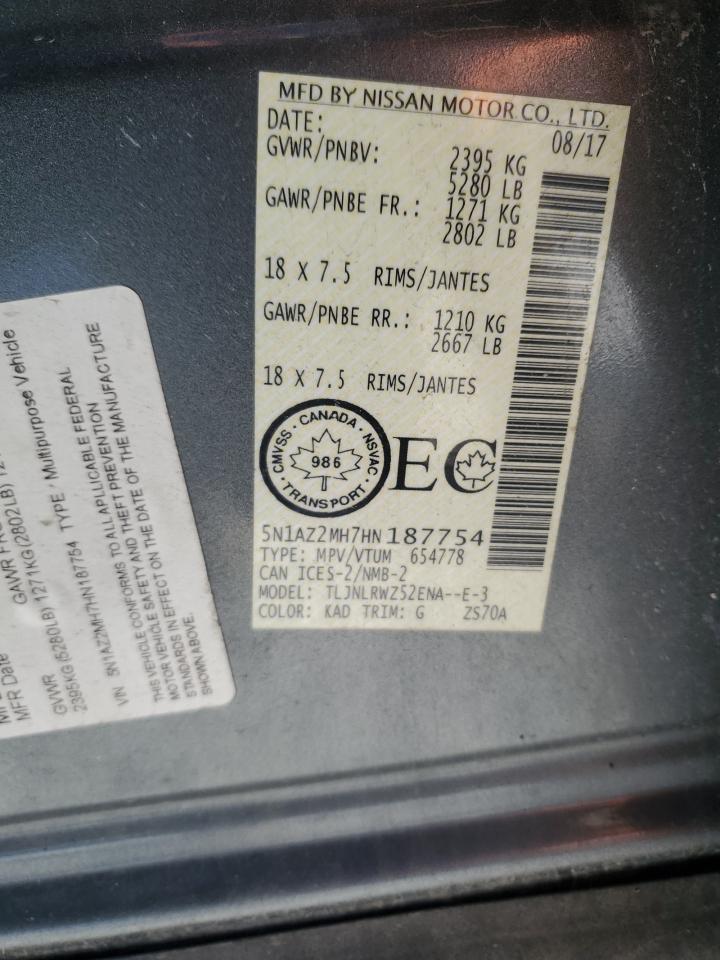 MFD BY NISSAN MOTOR CO., LTD.
DATE: 08/17
GVWR/PNBV: 2395 KG
5280 LB
GAWR/PNBE FR.: 1271 KG
2802 LB
18 X 7.5 RIMS/JANTES
GAWR/PNBE RR.: 1210 KG
2667 LB
18 X 7.5 RIMS/JANTES
CMVSS · CANADA · NSVAC
986
· TRANSPORT ·
EC
5N1AZ2MH7HN187754
TYPE: MPV/VTUM 654778
CAN ICES-2/NMB-2
MODEL: TLJNLRWZ52ENA--E-3
COLOR: KAD TRIM: G ZS70A
MFR Date
GAWR FR
GVWR
2395KG (5280LB) 1271KG (2802LB)
VIN 5N1AZ2MH7HN187754 TYPE / Multipurpose Vehicle
THIS VEHICLE CONFORMS TO ALL APLLICABLE FEDERAL
MOTOR VEHICLE SAFETY AND THEFT PREVENTION
STANDARDS IN EFFECT ON THE DATE OF THE MANUFACTURE
SHOWN ABOVE.